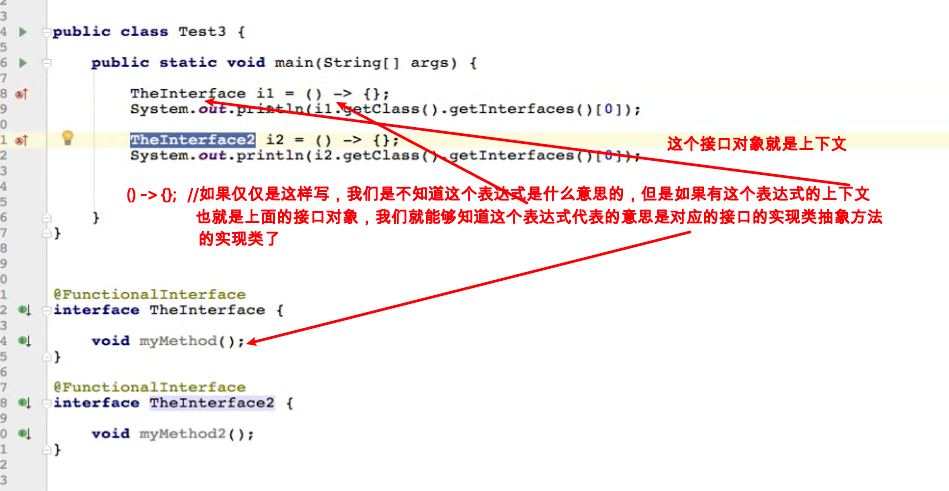 2
3
4 public class Test3 {
5
6 public static void main(String[] args) {
7
8 TheInterface i1 = () -> {};
9 System.out.println(i1.getClass().getInterfaces()[0]);
0
1 TheInterface2 i2 = () -> {};
这个接口对象就是上下文
2 System.out.println(i2.getClass().getInterfaces()[0]);
3
4 () -> {}; //如果仅仅是这样写，我们是不知道这个表达式是什么意思的，但是如果有这个表达式的上下文
5 也就是上面的接口对象，我们就能够知道这个表达式代表的意思是对应的接口的实现类抽象方法
6 }
的实现类了
7 }
8
9
0
1 @FunctionalInterface
2 interface TheInterface {
3
4 void myMethod();
5 }
6
7 @FunctionalInterface
8 interface TheInterface2 {
9
0 void myMethod2();
1 }
2
3